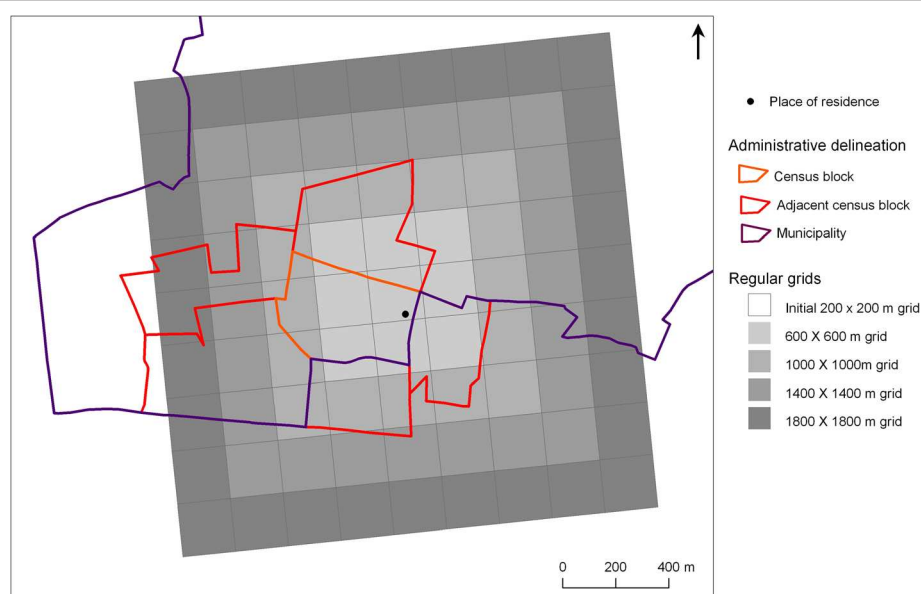 Place of residence
Administrative delineation
Census block
Adjacent census block
Municipality
Regular grids
Initial 200 x 200 m grid
600 X 600 m grid
1000 X 1000m grid
1400 X 1400 m grid
1800 X 1800 m grid
0 200 400 m